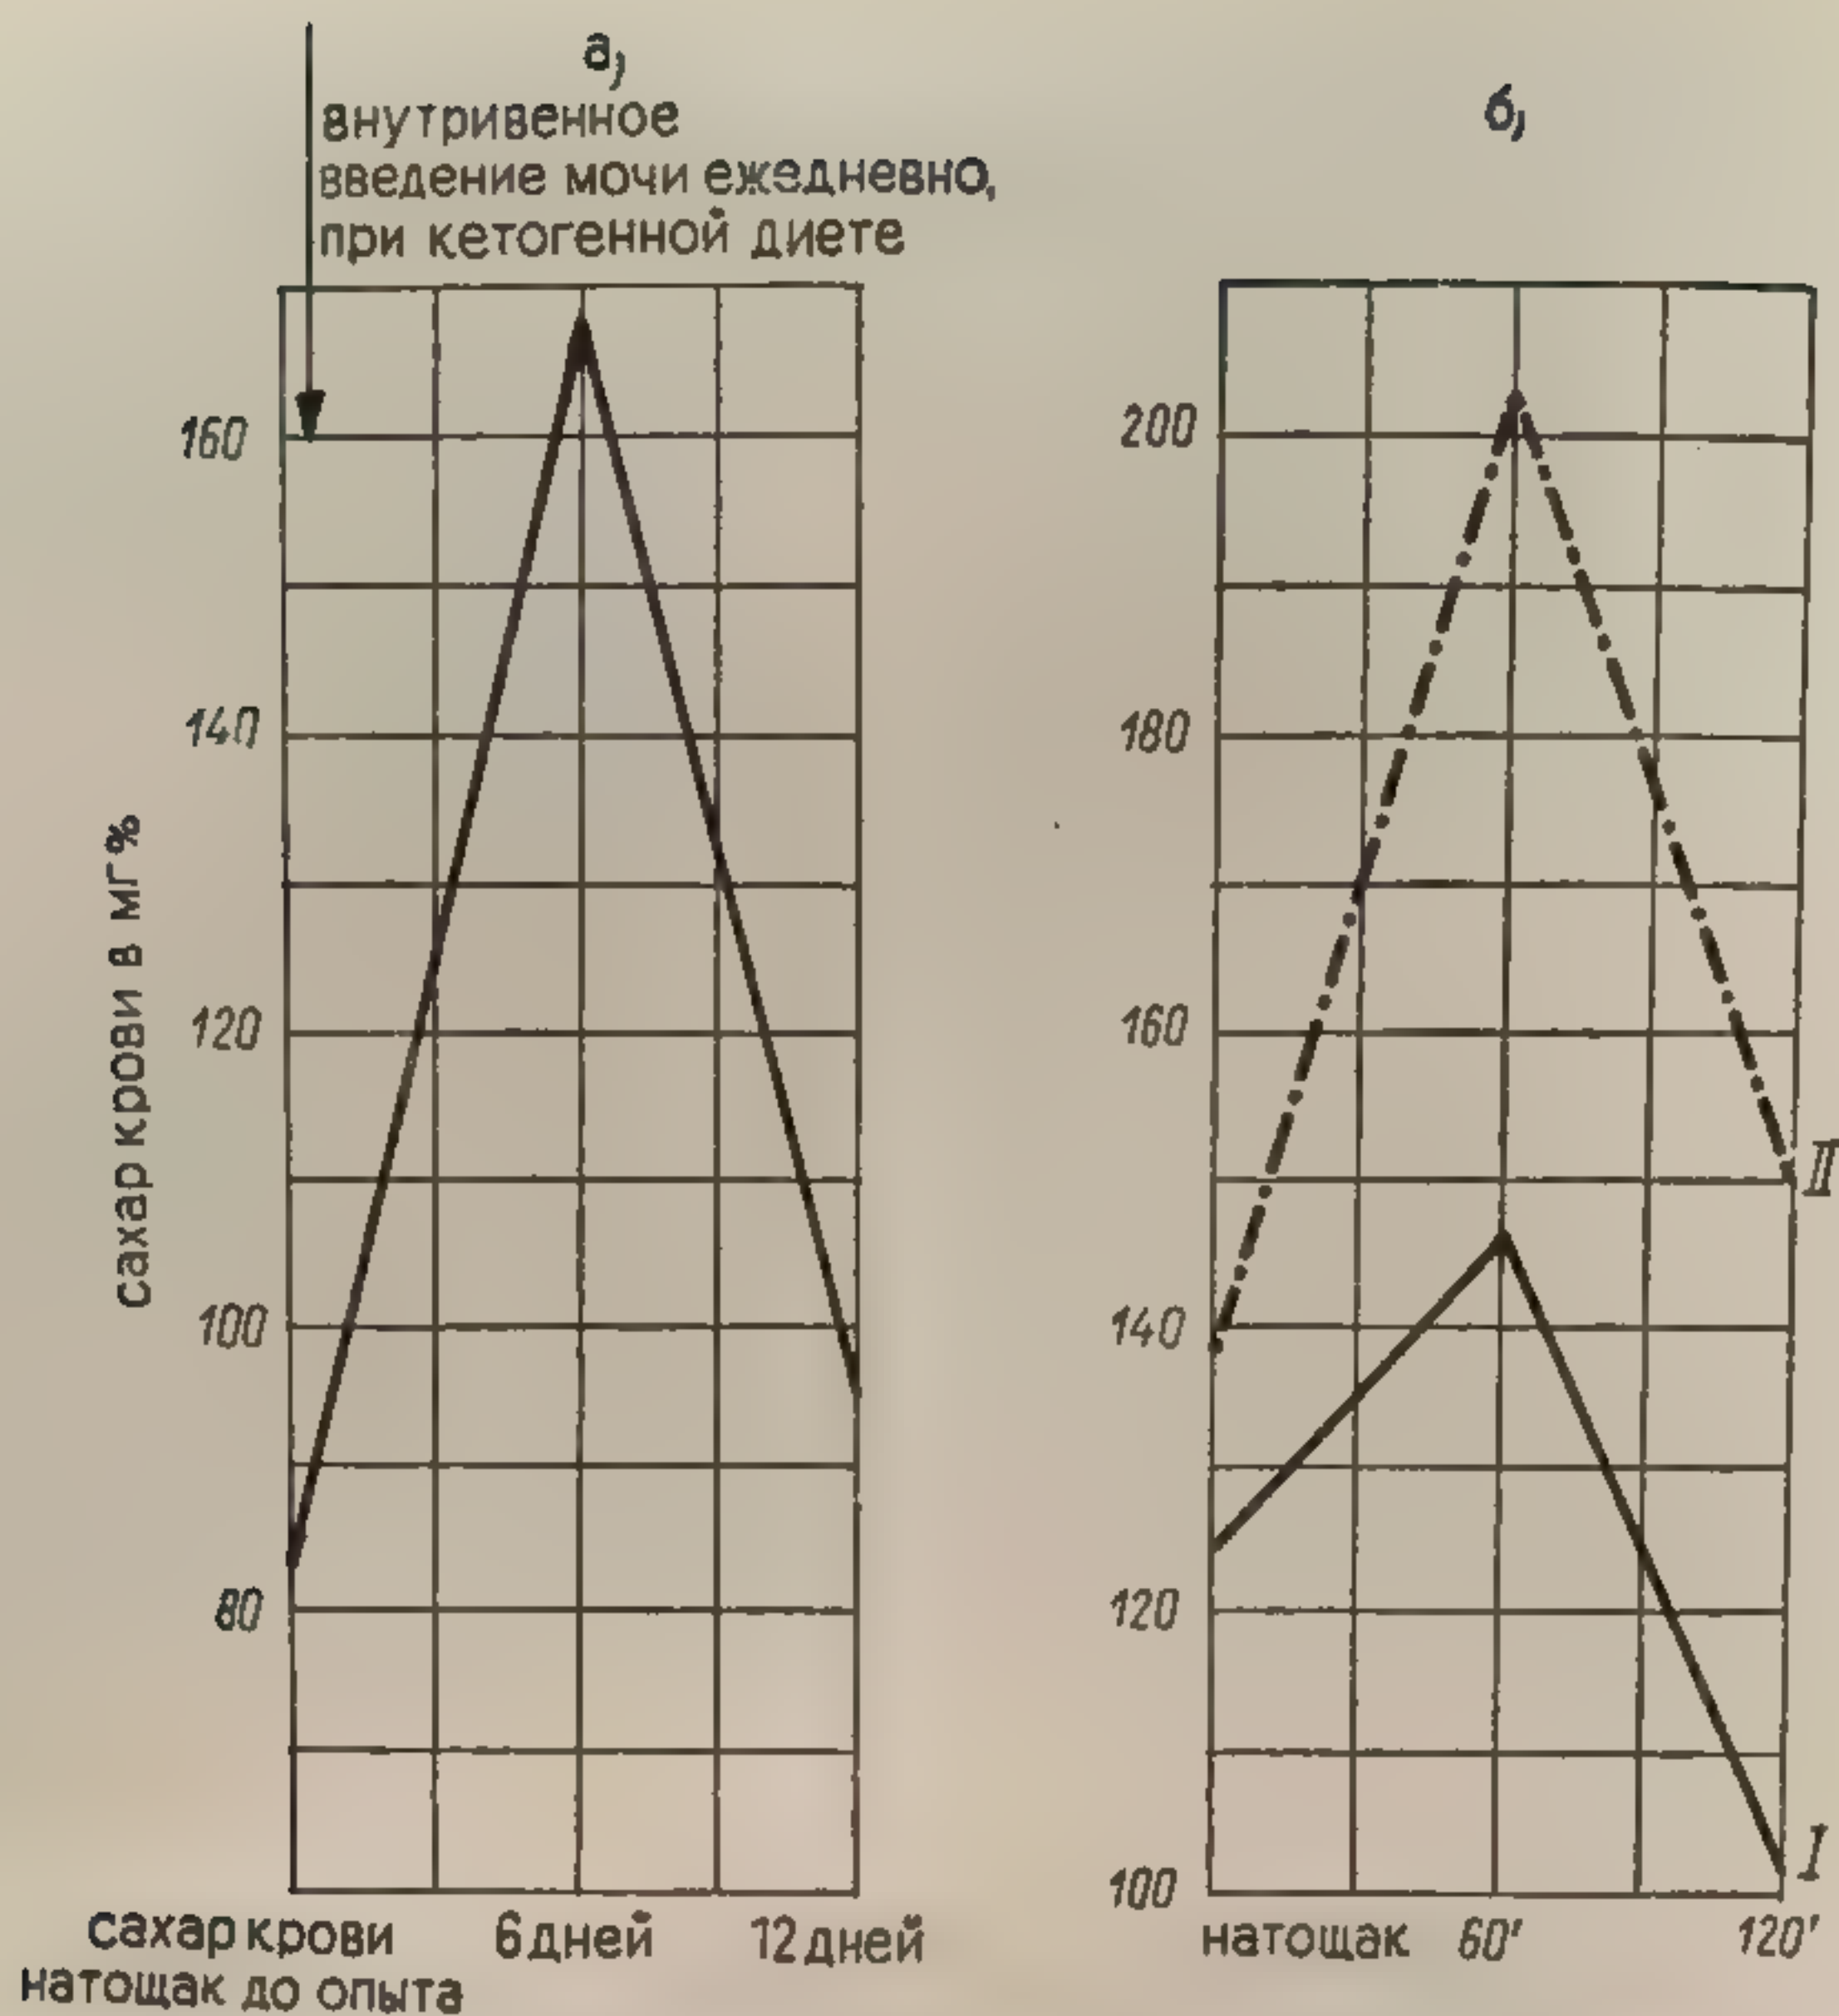 а)
внутривенное
введение мочи ежедневно,
при кетогенной диете
сахар крови в мг%
160
140
120
100
80
сахар крови
натощак до опыта
6 дней
12 дней
б)
200
180
160
140
120
100
II
I
натощак
60'
120'